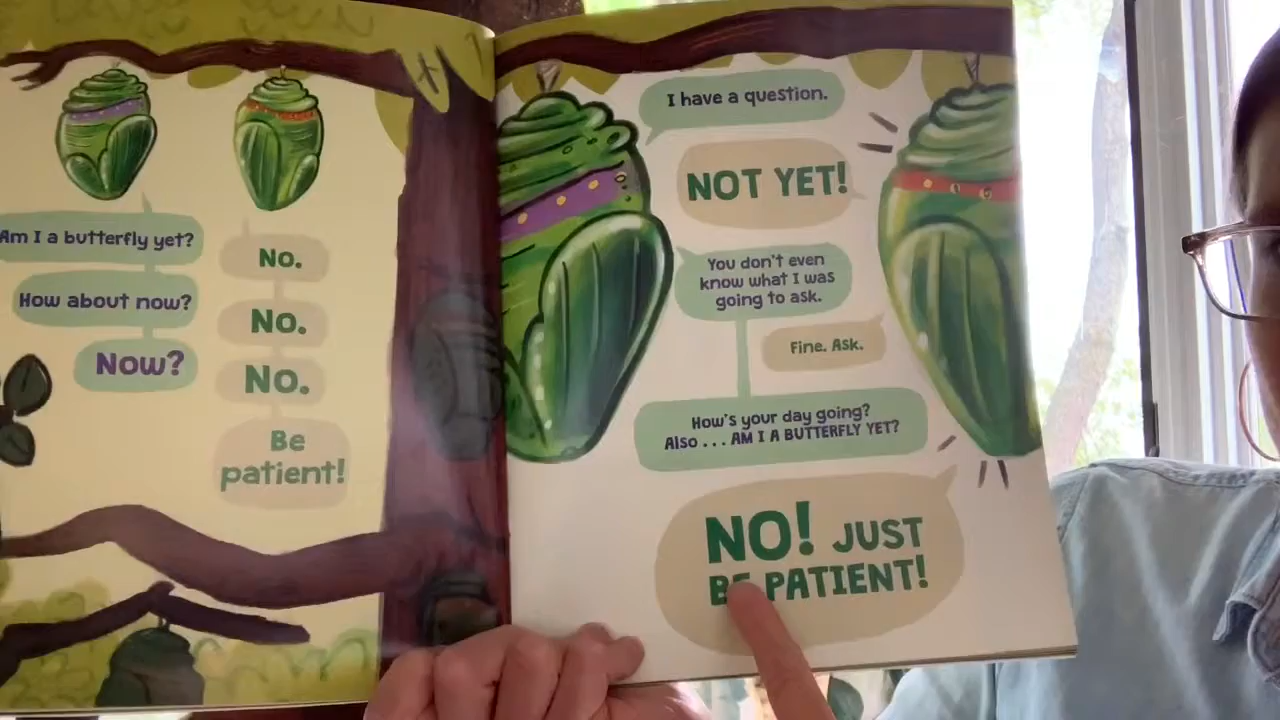 Am I a butterfly yet?
No.
How about now?
No.
Now?
No.
Be
patient!
I have a question.
NOT YET!
You don't even
know what I was
going to ask.
Fine. Ask.
How's your day going?
Also . . . AM I A BUTTERFLY YET?
NO! JUST
BE PATIENT!